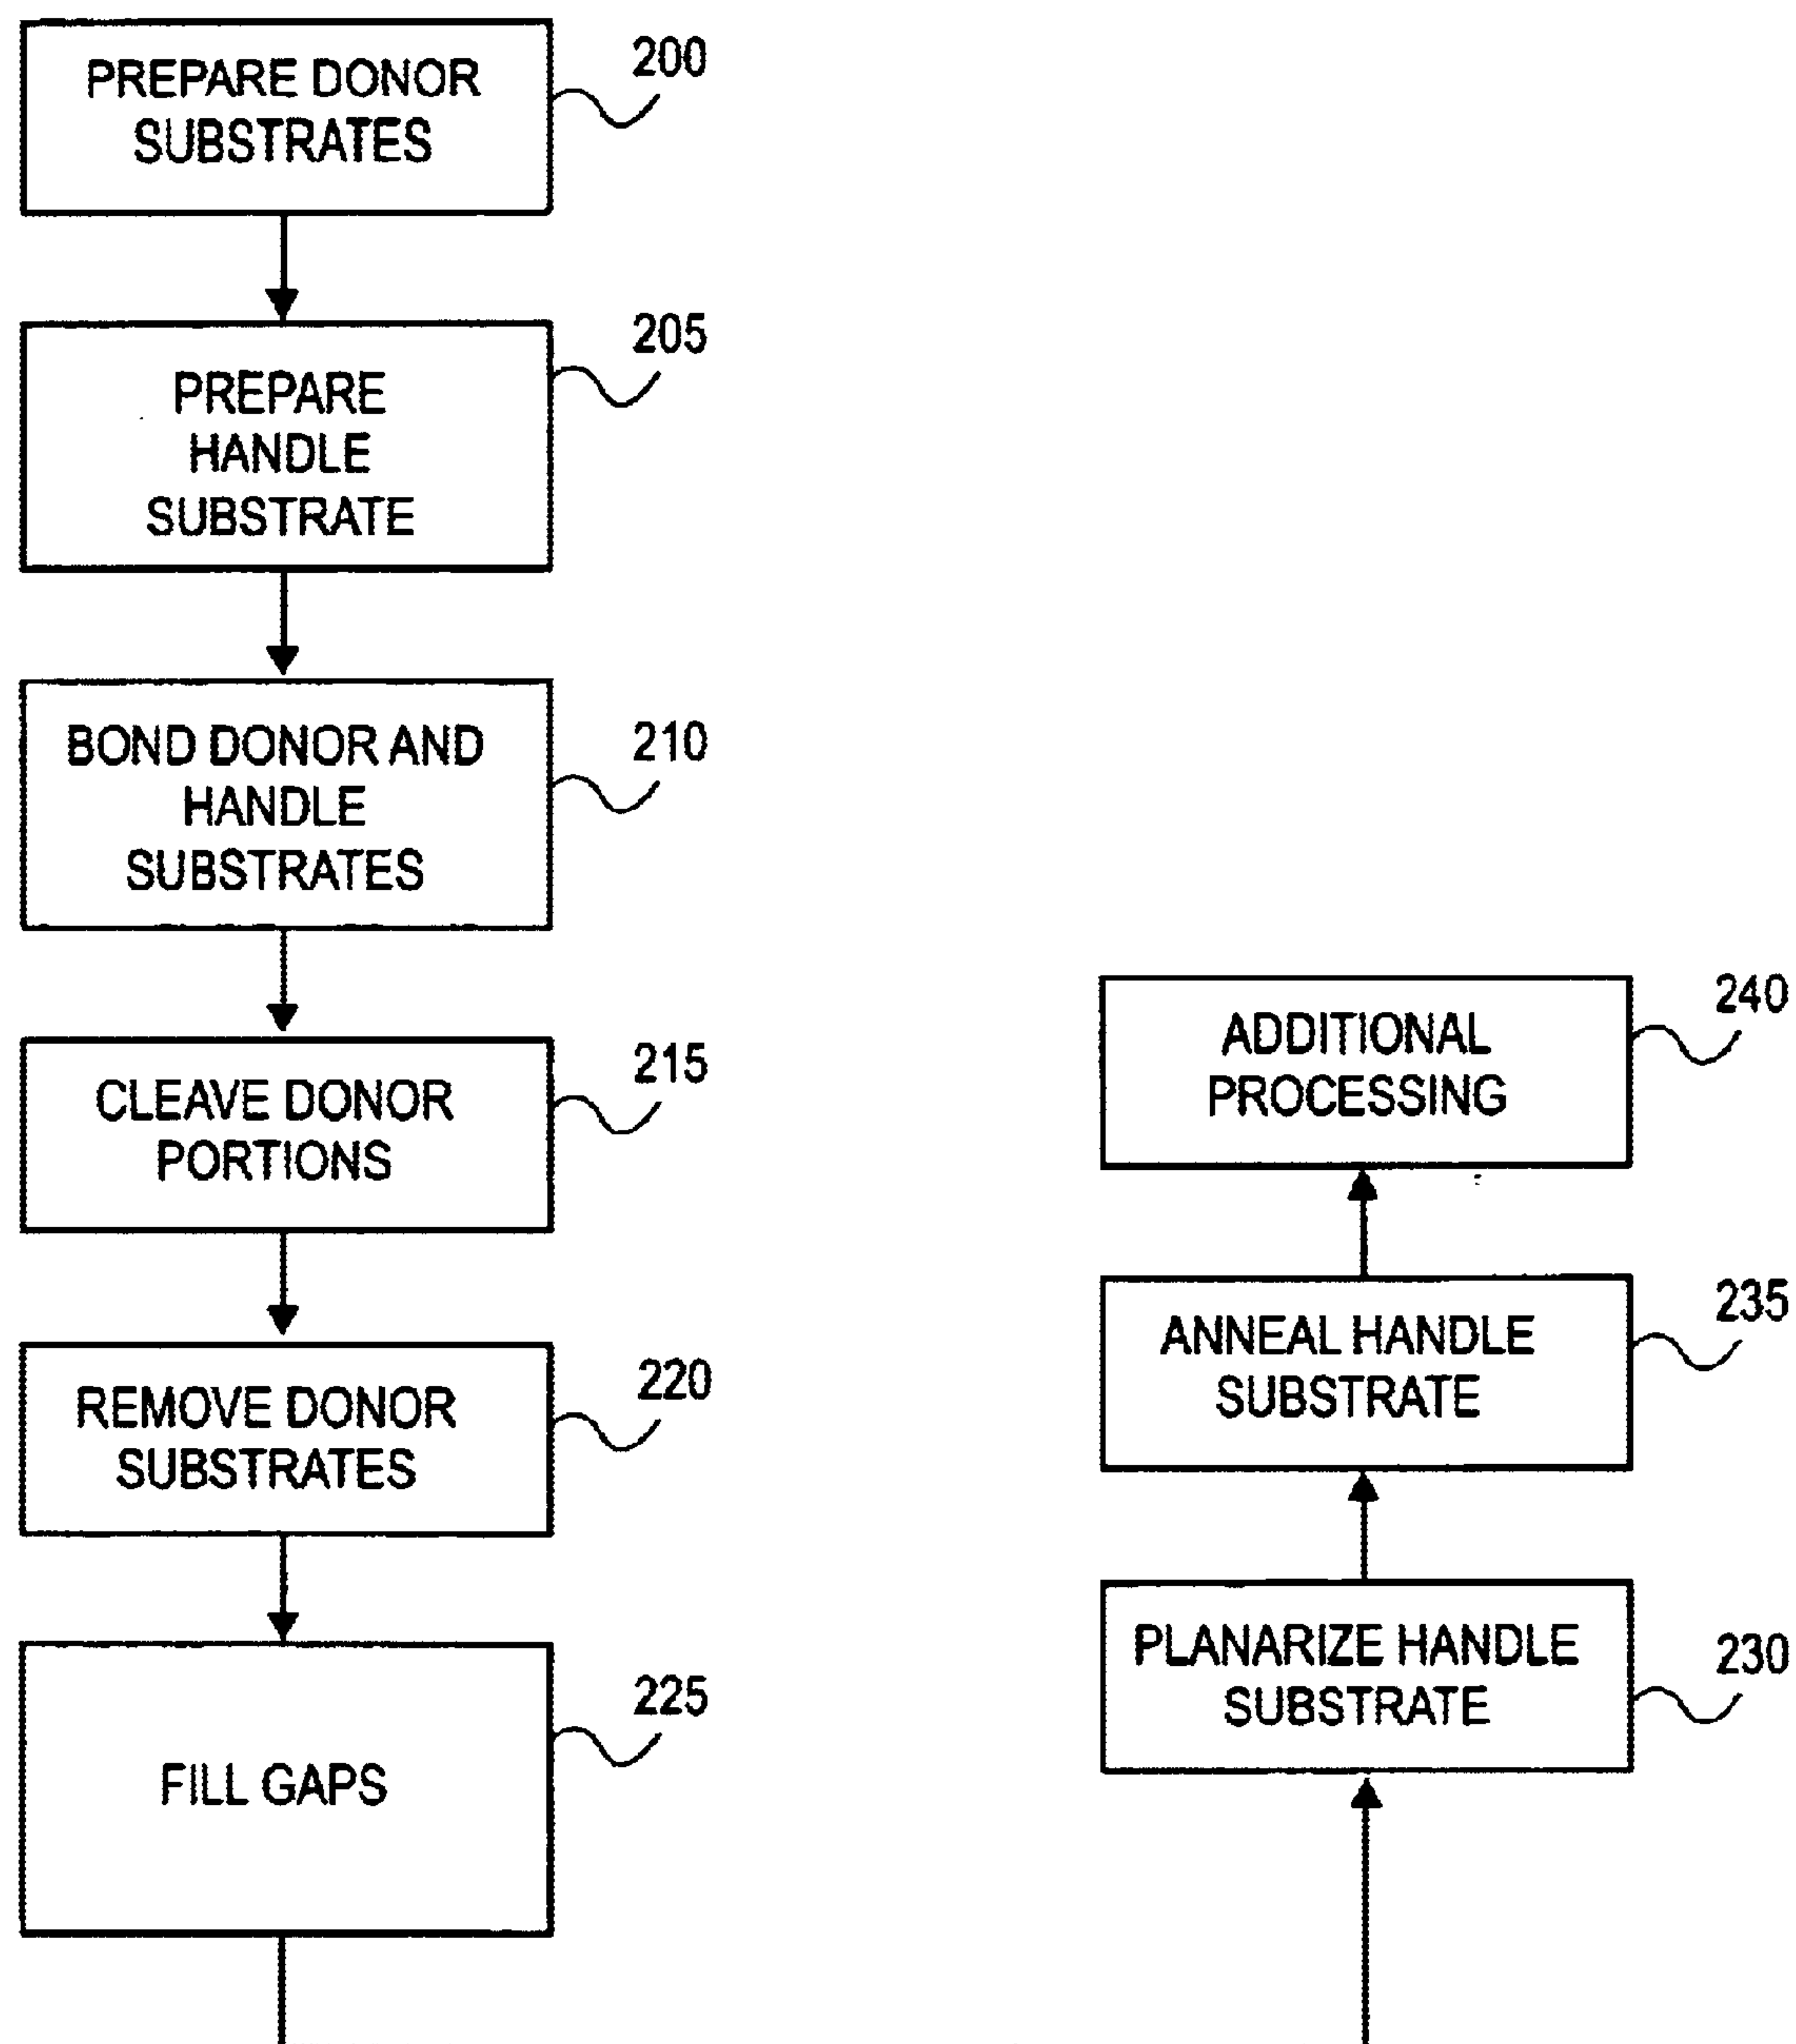 PREPARE DONOR
SUBSTRATES
200
PREPARE
HANDLE
SUBSTRATE
205
BOND DONOR AND
HANDLE
SUBSTRATES
210
CLEAVE DONOR
PORTIONS
215
REMOVE DONOR
SUBSTRATES
220
FILL GAPS
225
PLANARIZE HANDLE
SUBSTRATE
230
ANNEAL HANDLE
SUBSTRATE
235
ADDITIONAL
PROCESSING
240